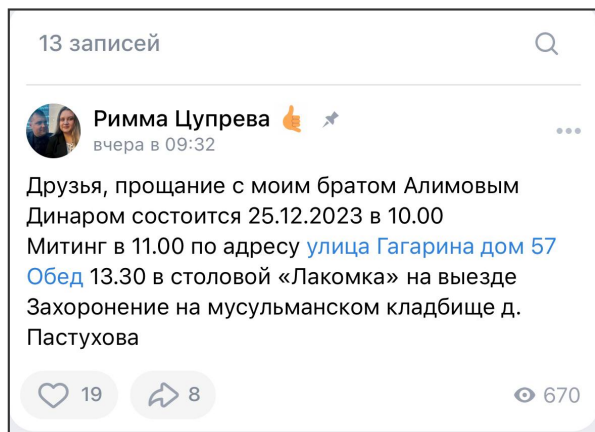 13 записей
Римма Цупрева 🤙
вчера в 09:32
Друзья, прощание с моим братом Алимовым
Динаром состоится 25.12.2023 в 10.00
Митинг в 11.00 по адресу улица Гагарина дом 57
Обед 13.30 в столовой «Лакомка» на выезде
Захоронение на мусульманском кладбище д.
Пастухова
19 8 670